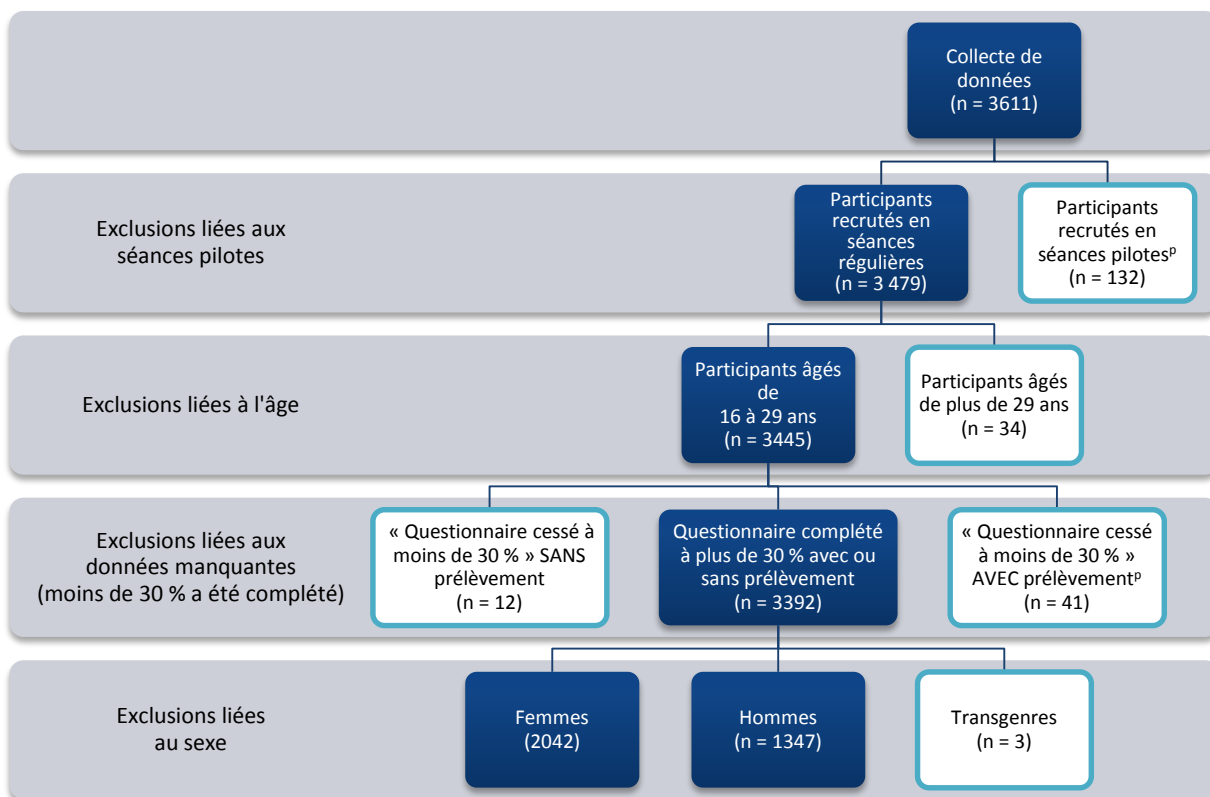 Collecte de
données
(n = 3611)
Exclusions liées aux
séances pilotes
Participants
recrutés en
séances
régulières
(n = 3 479)
Participants
recrutés en
séances pilotesᵖ
(n = 132)
Exclusions liées à l'âge
Participants âgés
de
16 à 29 ans
(n = 3445)
Participants âgés
de plus de 29 ans
(n = 34)
Exclusions liées aux
données manquantes
(moins de 30 % a été complété)
« Questionnaire cessé à
moins de 30 % » SANS
prélèvement
(n = 12)
Questionnaire complété
à plus de 30 % avec ou
sans prélèvement
(n = 3392)
« Questionnaire cessé
à moins de 30 % »
AVEC prélèvementᵖ
(n = 41)
Exclusions liées
au sexe
Femmes
(2042)
Hommes
(n = 1347)
Transgenres
(n = 3)